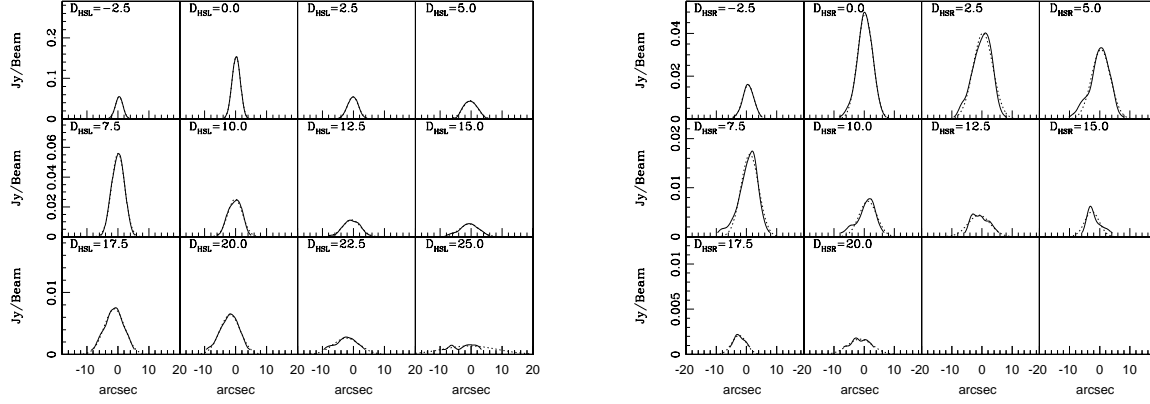 D_HSL=−2.5 D_HSL=0.0 D_HSL=2.5 D_HSL=5.0
Jy/Beam
0 0.1 0.2
D_HSL=7.5 D_HSL=10.0 D_HSL=12.5 D_HSL=15.0
Jy/Beam
0 0.02 0.04 0.06
D_HSL=17.5 D_HSL=20.0 D_HSL=22.5 D_HSL=25.0
Jy/Beam
0 0.01
-10 0 10 -10 0 10 -10 0 10 -10 0 10 20
arcsec arcsec arcsec arcsec
D_HSR=−2.5 D_HSR=0.0 D_HSR=2.5 D_HSR=5.0
Jy/Beam
0 0.02 0.04
D_HSR=7.5 D_HSR=10.0 D_HSR=12.5 D_HSR=15.0
Jy/Beam
0 0.01 0.02
D_HSR=17.5 D_HSR=20.0
Jy/Beam
0 0.005 0.01
-20 -10 0 10 -20 -10 0 10 -20 -10 0 10 -20 -10 0 10
arcsec arcsec arcsec arcsec